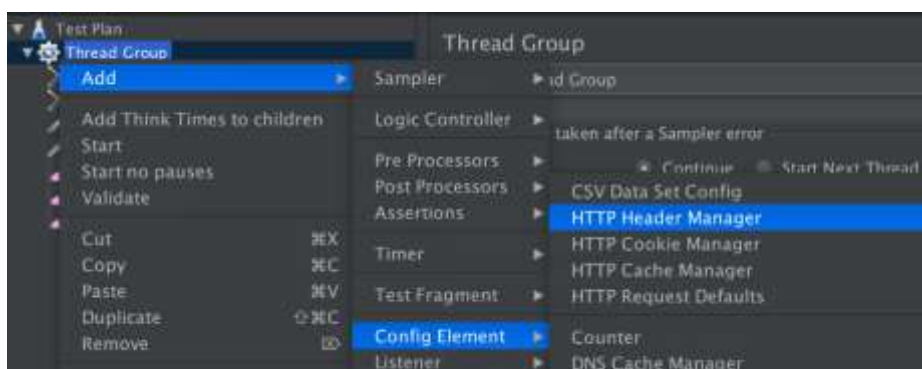 Test Plan
Thread Group
Thread Group
Add
Add Think Times to children
Start
Start no pauses
Validate
Cut ⌘X
Copy ⌘C
Paste ⌘V
Duplicate ⇧⌘C
Remove ⌦
Sampler
Logic Controller
Pre Processors
Post Processors
Assertions
Timer
Test Fragment
Config Element
Listener
ad Group
taken after a Sampler error
Continue Start Next Thread
CSV Data Set Config
HTTP Header Manager
HTTP Cookie Manager
HTTP Cache Manager
HTTP Request Defaults
Counter
DNS Cache Manager